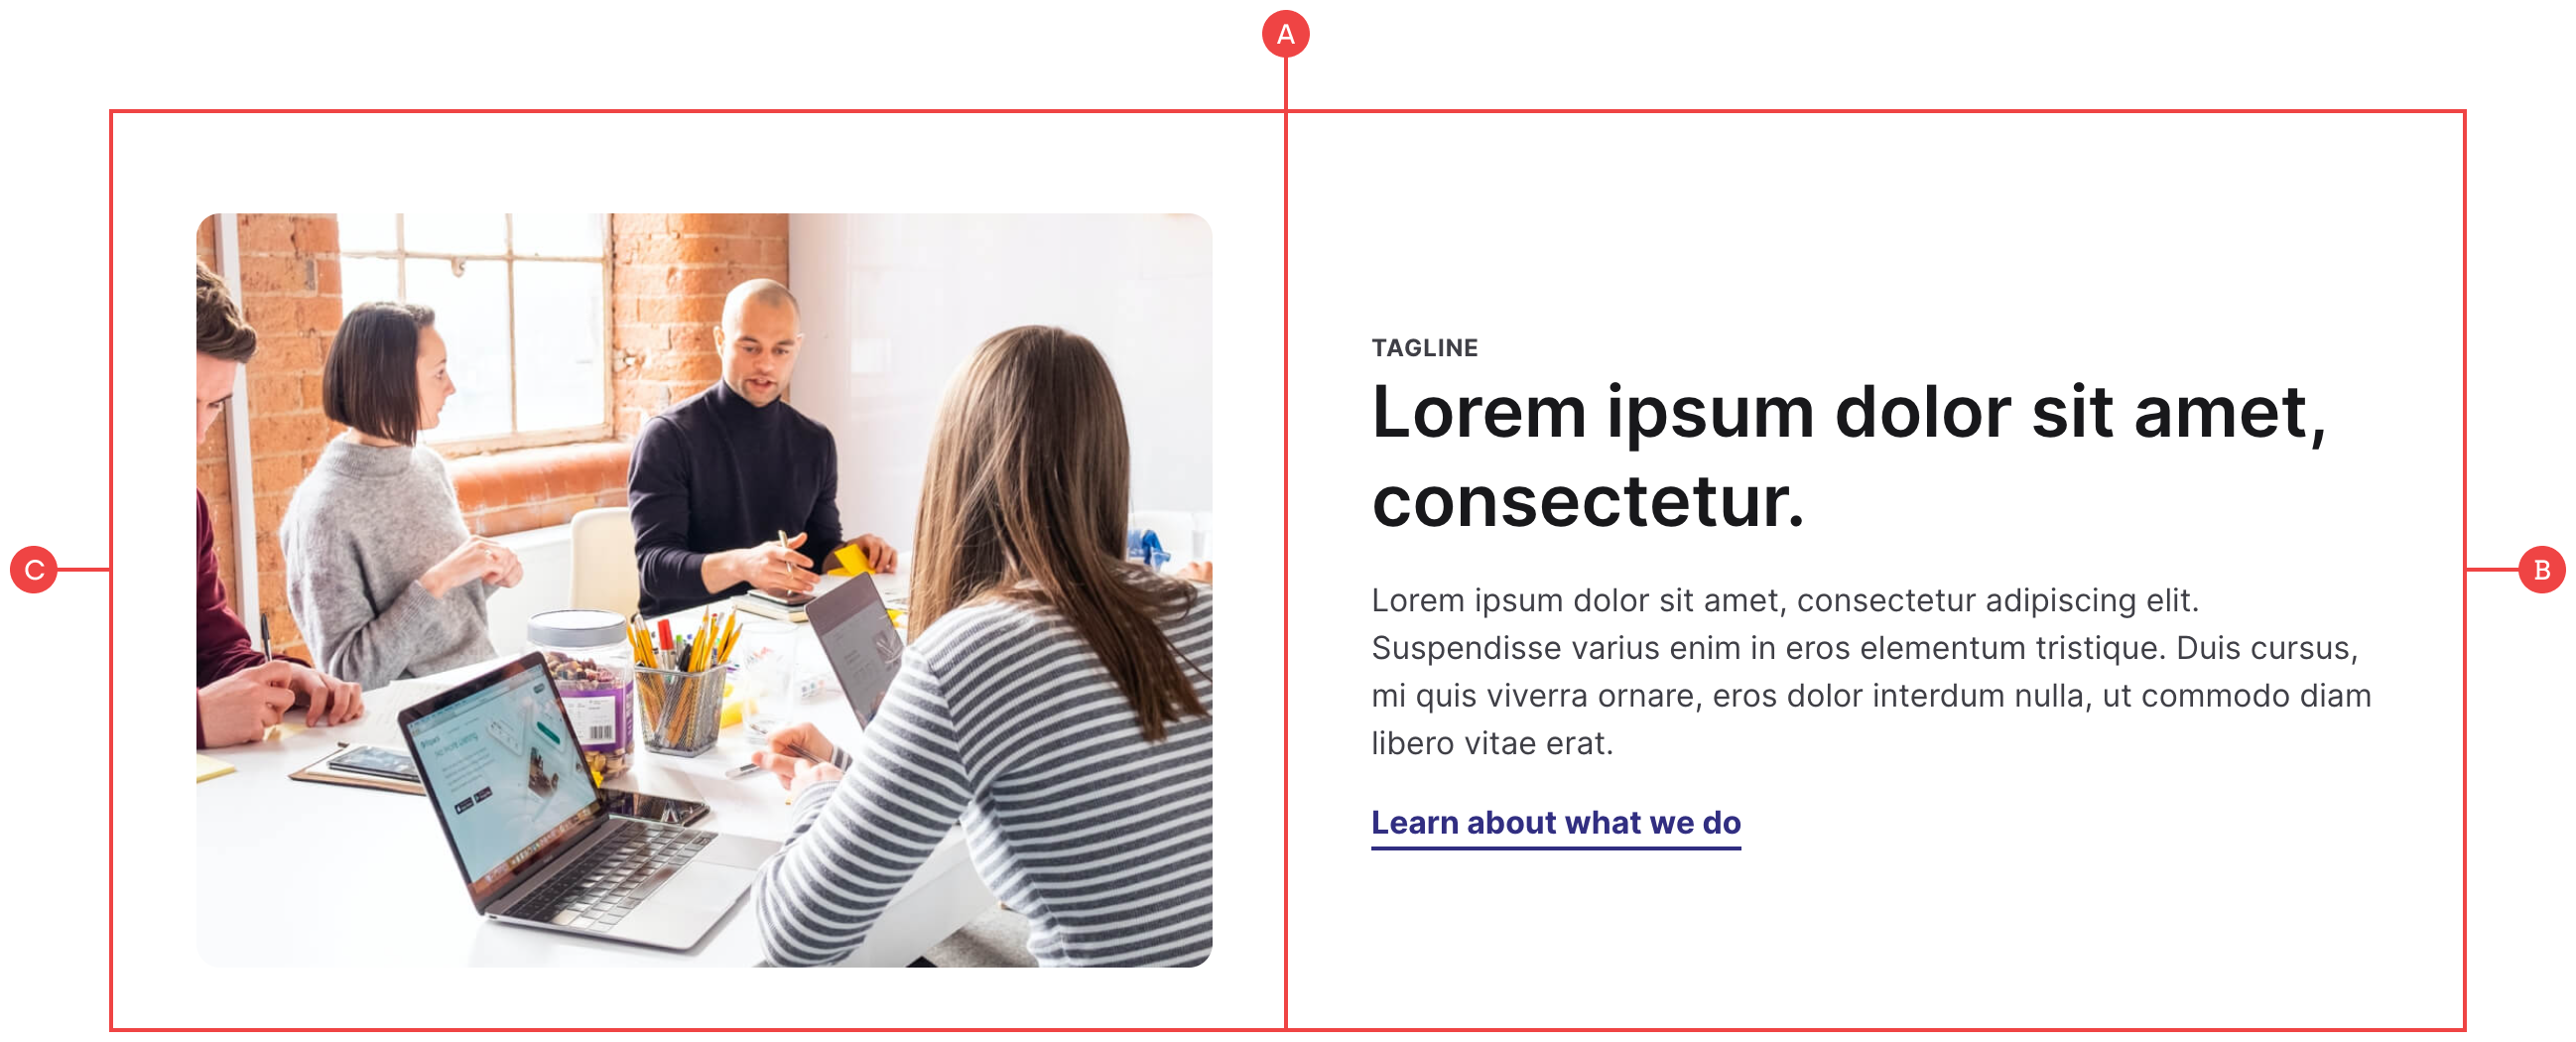 A
TAGLINE
Lorem ipsum dolor sit amet,
consectetur.
Lorem ipsum dolor sit amet, consectetur adipiscing elit.
Suspendisse varius enim in eros elementum tristique. Duis cursus,
mi quis viverra ornare, eros dolor interdum nulla, ut commodo diam
libero vitae erat.
Learn about what we do
C
B